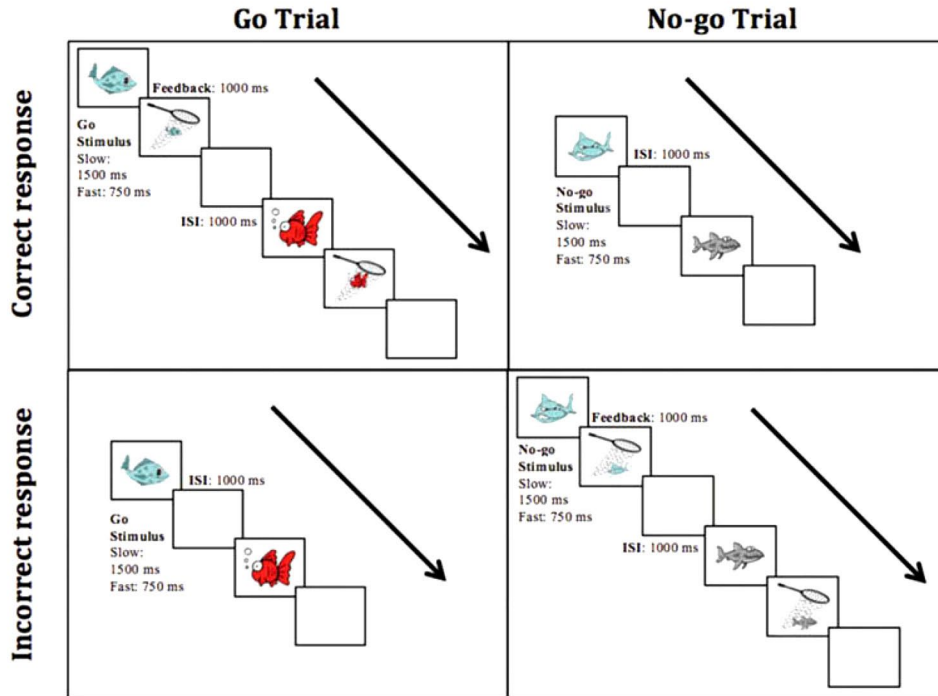 Go Trial
No-go Trial
Correct response
Feedback: 1000 ms
Go
Stimulus
Slow:
1500 ms
Fast: 750 ms
ISI: 1000 ms
ISI: 1000 ms
No-go
Stimulus
Slow:
1500 ms
Fast: 750 ms
Incorrect response
ISI: 1000 ms
Go
Stimulus
Slow:
1500 ms
Fast: 750 ms
Feedback: 1000 ms
No-go
Stimulus
Slow:
1500 ms
Fast: 750 ms
ISI: 1000 ms